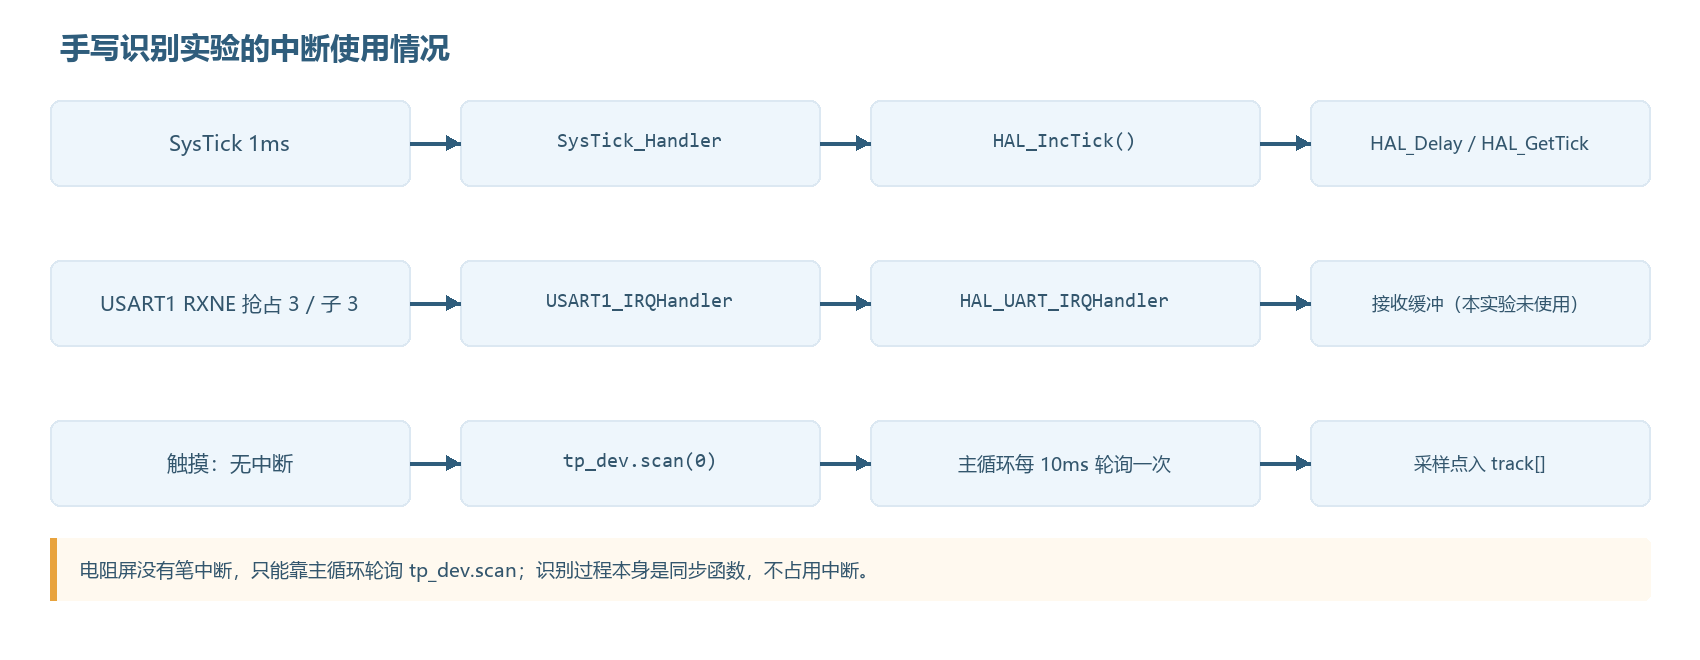 手写识别实验的中断使用情况
SysTick 1ms
SysTick_Handler
HAL_IncTick()
HAL_Delay / HAL_GetTick
USART1 RXNE 抢占 3 / 子 3
USART1_IRQHandler
HAL_UART_IRQHandler
接收缓冲（本实验未使用）
触摸：无中断
tp_dev.scan(0)
主循环每 10ms 轮询一次
采样点入 track[]
电阻屏没有笔中断，只能靠主循环轮询 tp_dev.scan；识别过程本身是同步函数，不占用中断。